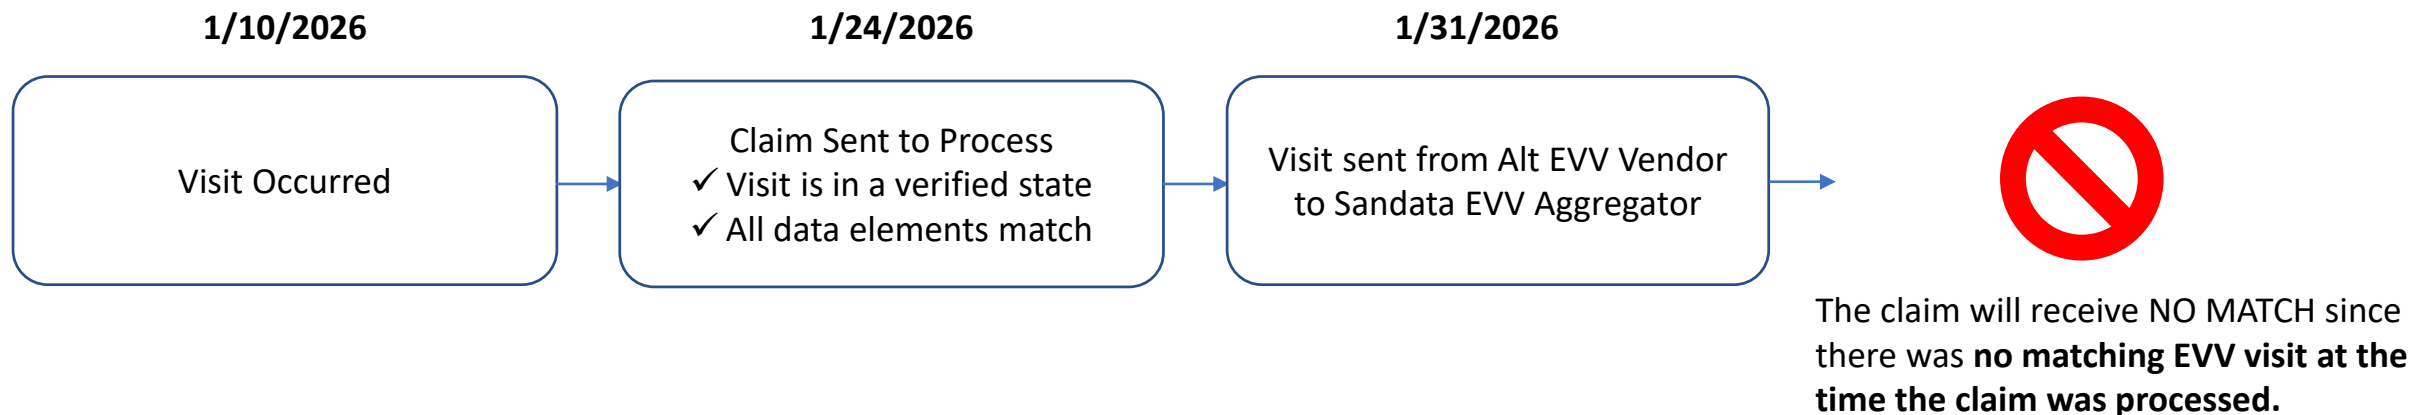 1/10/2026
1/24/2026
1/31/2026
Visit Occurred
Claim Sent to Process
✓ Visit is in a verified state
✓ All data elements match
Visit sent from Alt EVV Vendor
to Sandata EVV Aggregator
The claim will receive NO MATCH since
there was no matching EVV visit at the
time the claim was processed.